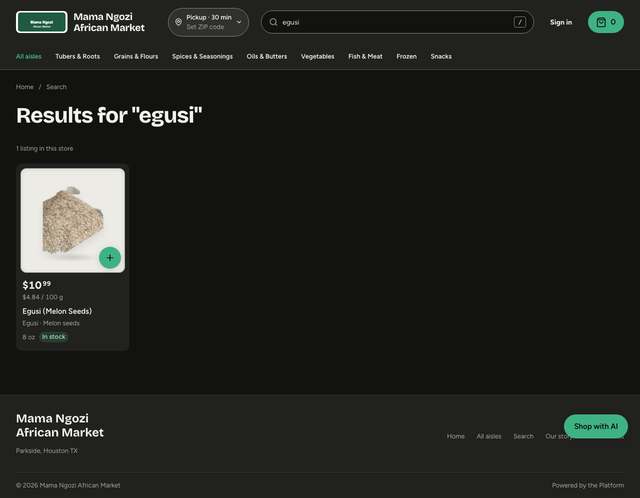 Mama Ngozi
African Market
Mama Ngozi
African Market
Pickup · 30 min
Set ZIP code
egusi
/
Sign in
0
All aisles
Tubers & Roots
Grains & Flours
Spices & Seasonings
Oils & Butters
Vegetables
Fish & Meat
Frozen
Snacks
Home / Search
Results for "egusi"
1 listing in this store
$10 99
$4.84 / 100 g
Egusi (Melon Seeds)
Egusi · Melon seeds
8 oz In stock
Mama Ngozi
African Market
Parkside, Houston TX
Home
All aisles
Search
Our story
Shop with AI
© 2026 Mama Ngozi African Market
Powered by the Platform